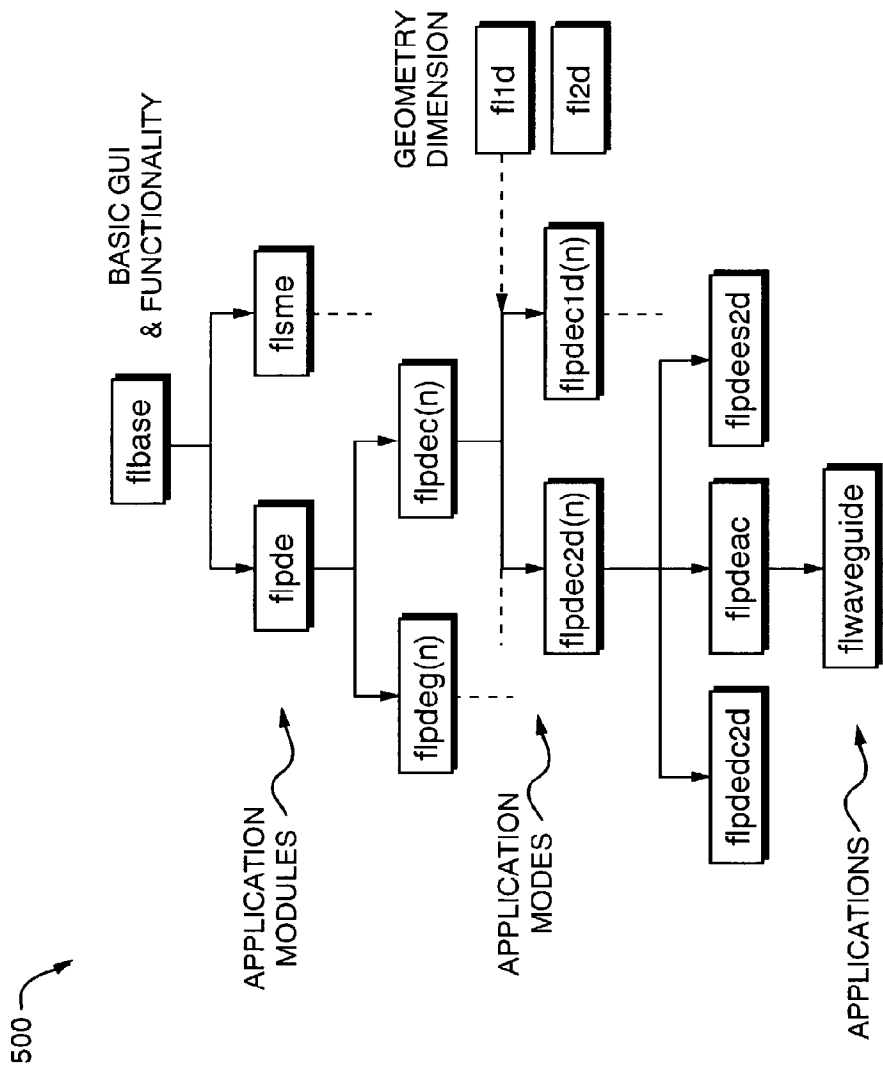 500
BASIC GUI
& FUNCTIONALITY
flbase
APPLICATION
MODULES
flpde
flsme
flpdeg(n)
flpdec(n)
GEOMETRY
DIMENSION
fl1d
fl2d
APPLICATION
MODES
flpdec2d(n)
flpdec1d(n)
flpdedc2d
flpdeac
flpdees2d
APPLICATIONS
flwaveguide